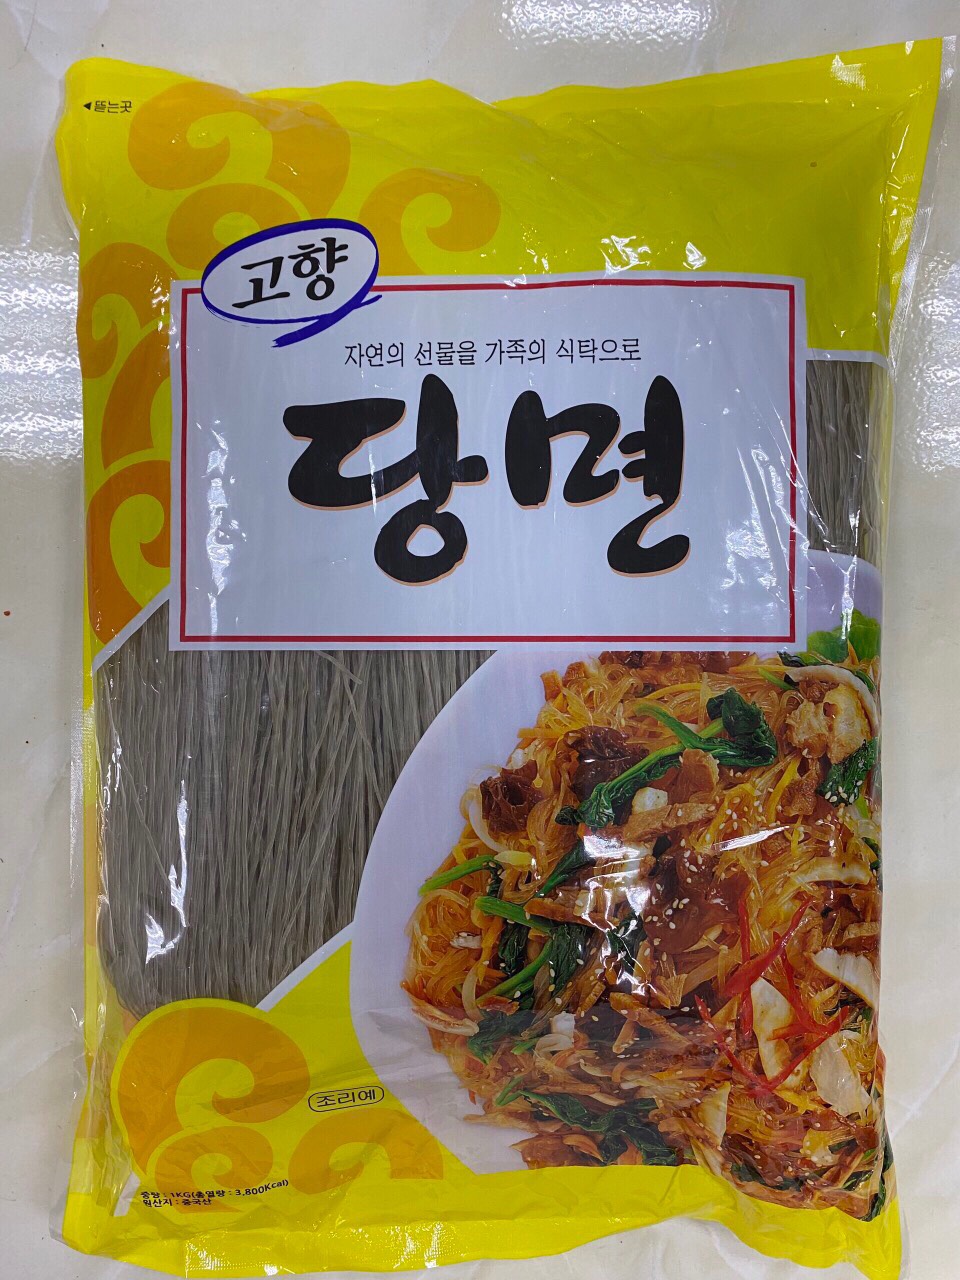 ◀뜯는곳
고향
자연의 선물을 가족의 식탁으로
당면
조리예
중량 : 1KG(총열량 : 3,800Kcal)
원산지 : 중국산